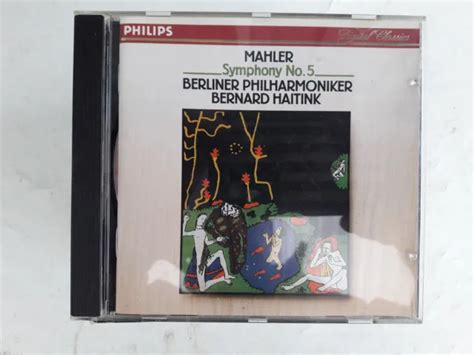 PHILIPS
Digital Classics
MAHLER
Symphony No. 5
BERLINER PHILHARMONIKER
BERNARD HAITINK